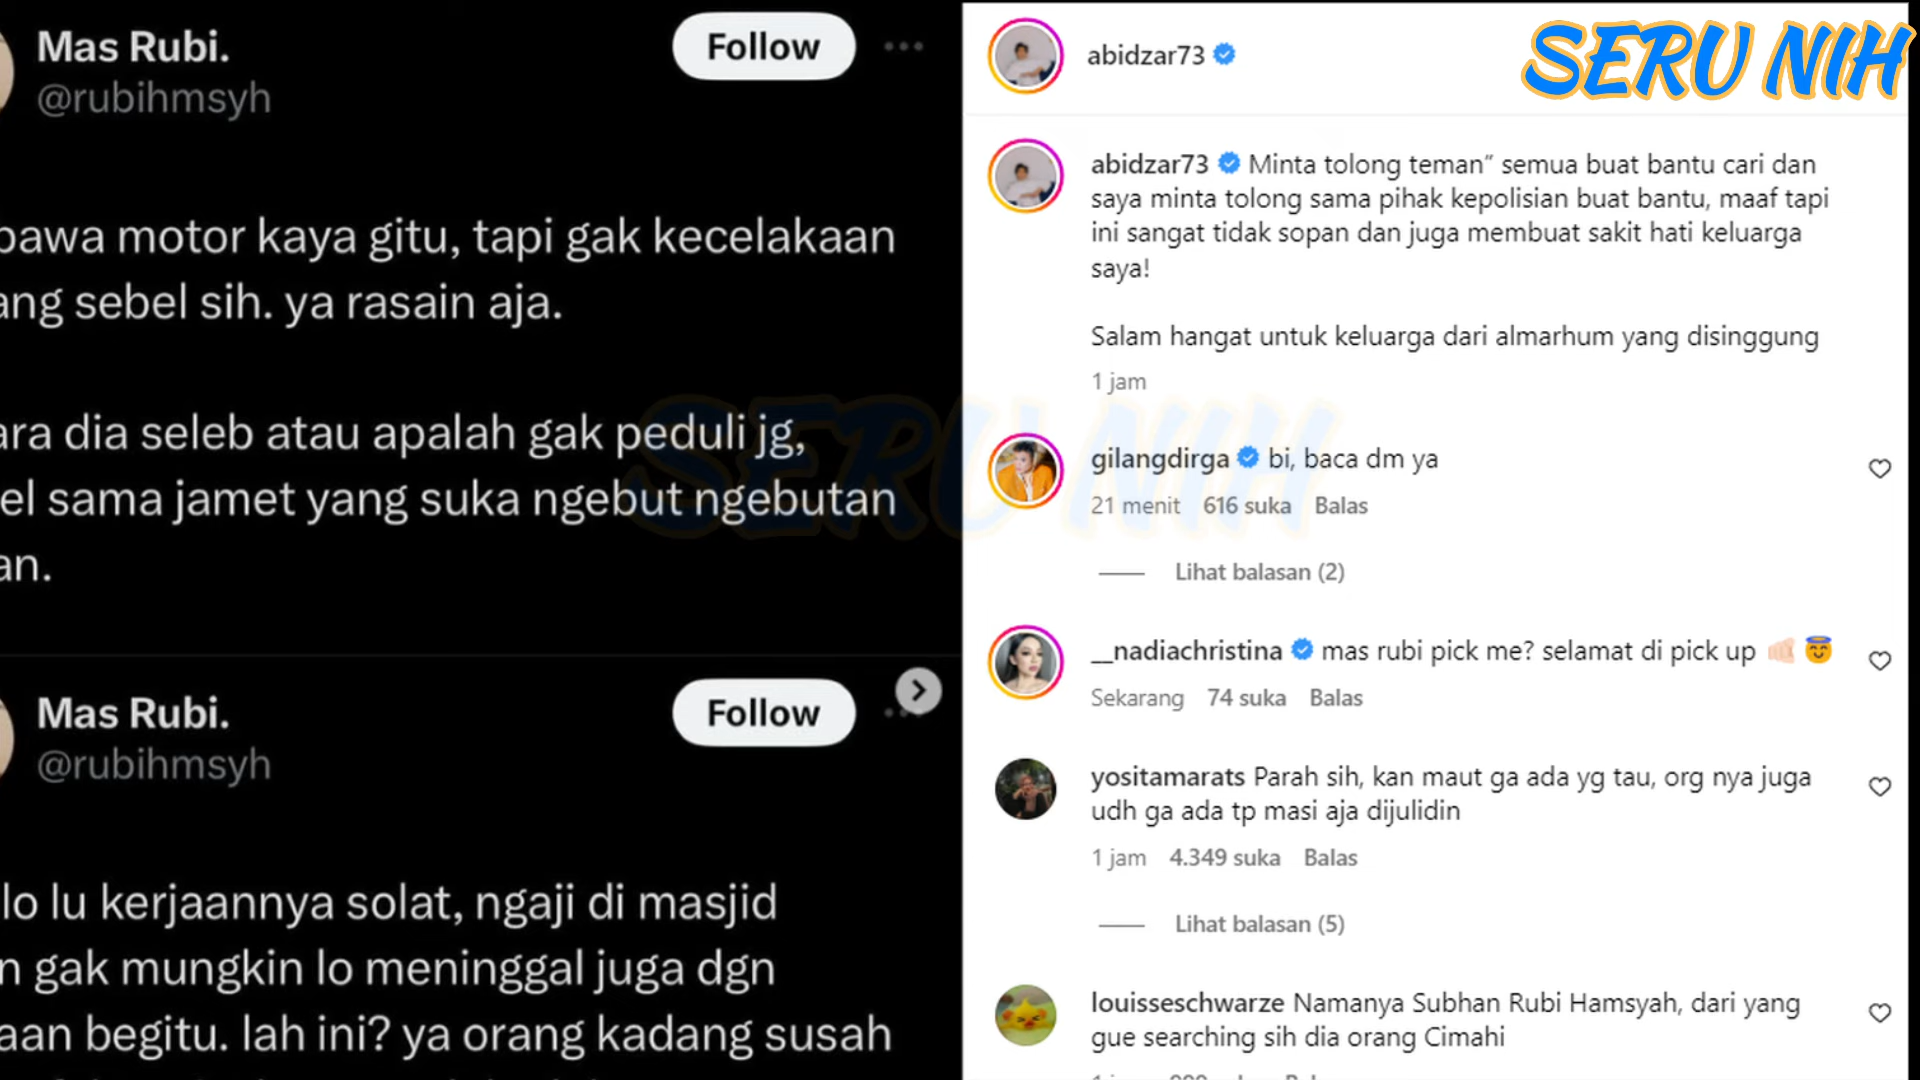 Mas Rubi.
Follow
@rubihmsyh
bawa motor kaya gitu, tapi gak kecelakaan
ang sebel sih. ya rasain aja.
ara dia seleb atau apalah gak peduli jg,
el sama jamet yang suka ngebut ngebutan
an.
Mas Rubi.
Follow
@rubihmsyh
lo lu kerjaannya solat, ngaji di masjid
n gak mungkin lo meninggal juga dgn
aan begitu. lah ini? ya orang kadang susah
abidzar73
SERU NIH
abidzar73 Minta tolong teman” semua buat bantu cari dan
saya minta tolong sama pihak kepolisian buat bantu, maaf tapi
ini sangat tidak sopan dan juga membuat sakit hati keluarga
saya!
Salam hangat untuk keluarga dari almarhum yang disinggung
1 jam
SERU NIH
gilangdirga bi, baca dm ya
21 menit 616 suka Balas
Lihat balasan (2)
__nadiachristina mas rubi pick me? selamat di pick up
Sekarang 74 suka Balas
yositamarats Parah sih, kan maut ga ada yg tau, org nya juga
udh ga ada tp masi aja dijulidin
1 jam 4.349 suka Balas
Lihat balasan (5)
louisseschwarze Namanya Subhan Rubi Hamsyah, dari yang
gue searching sih dia orang Cimahi